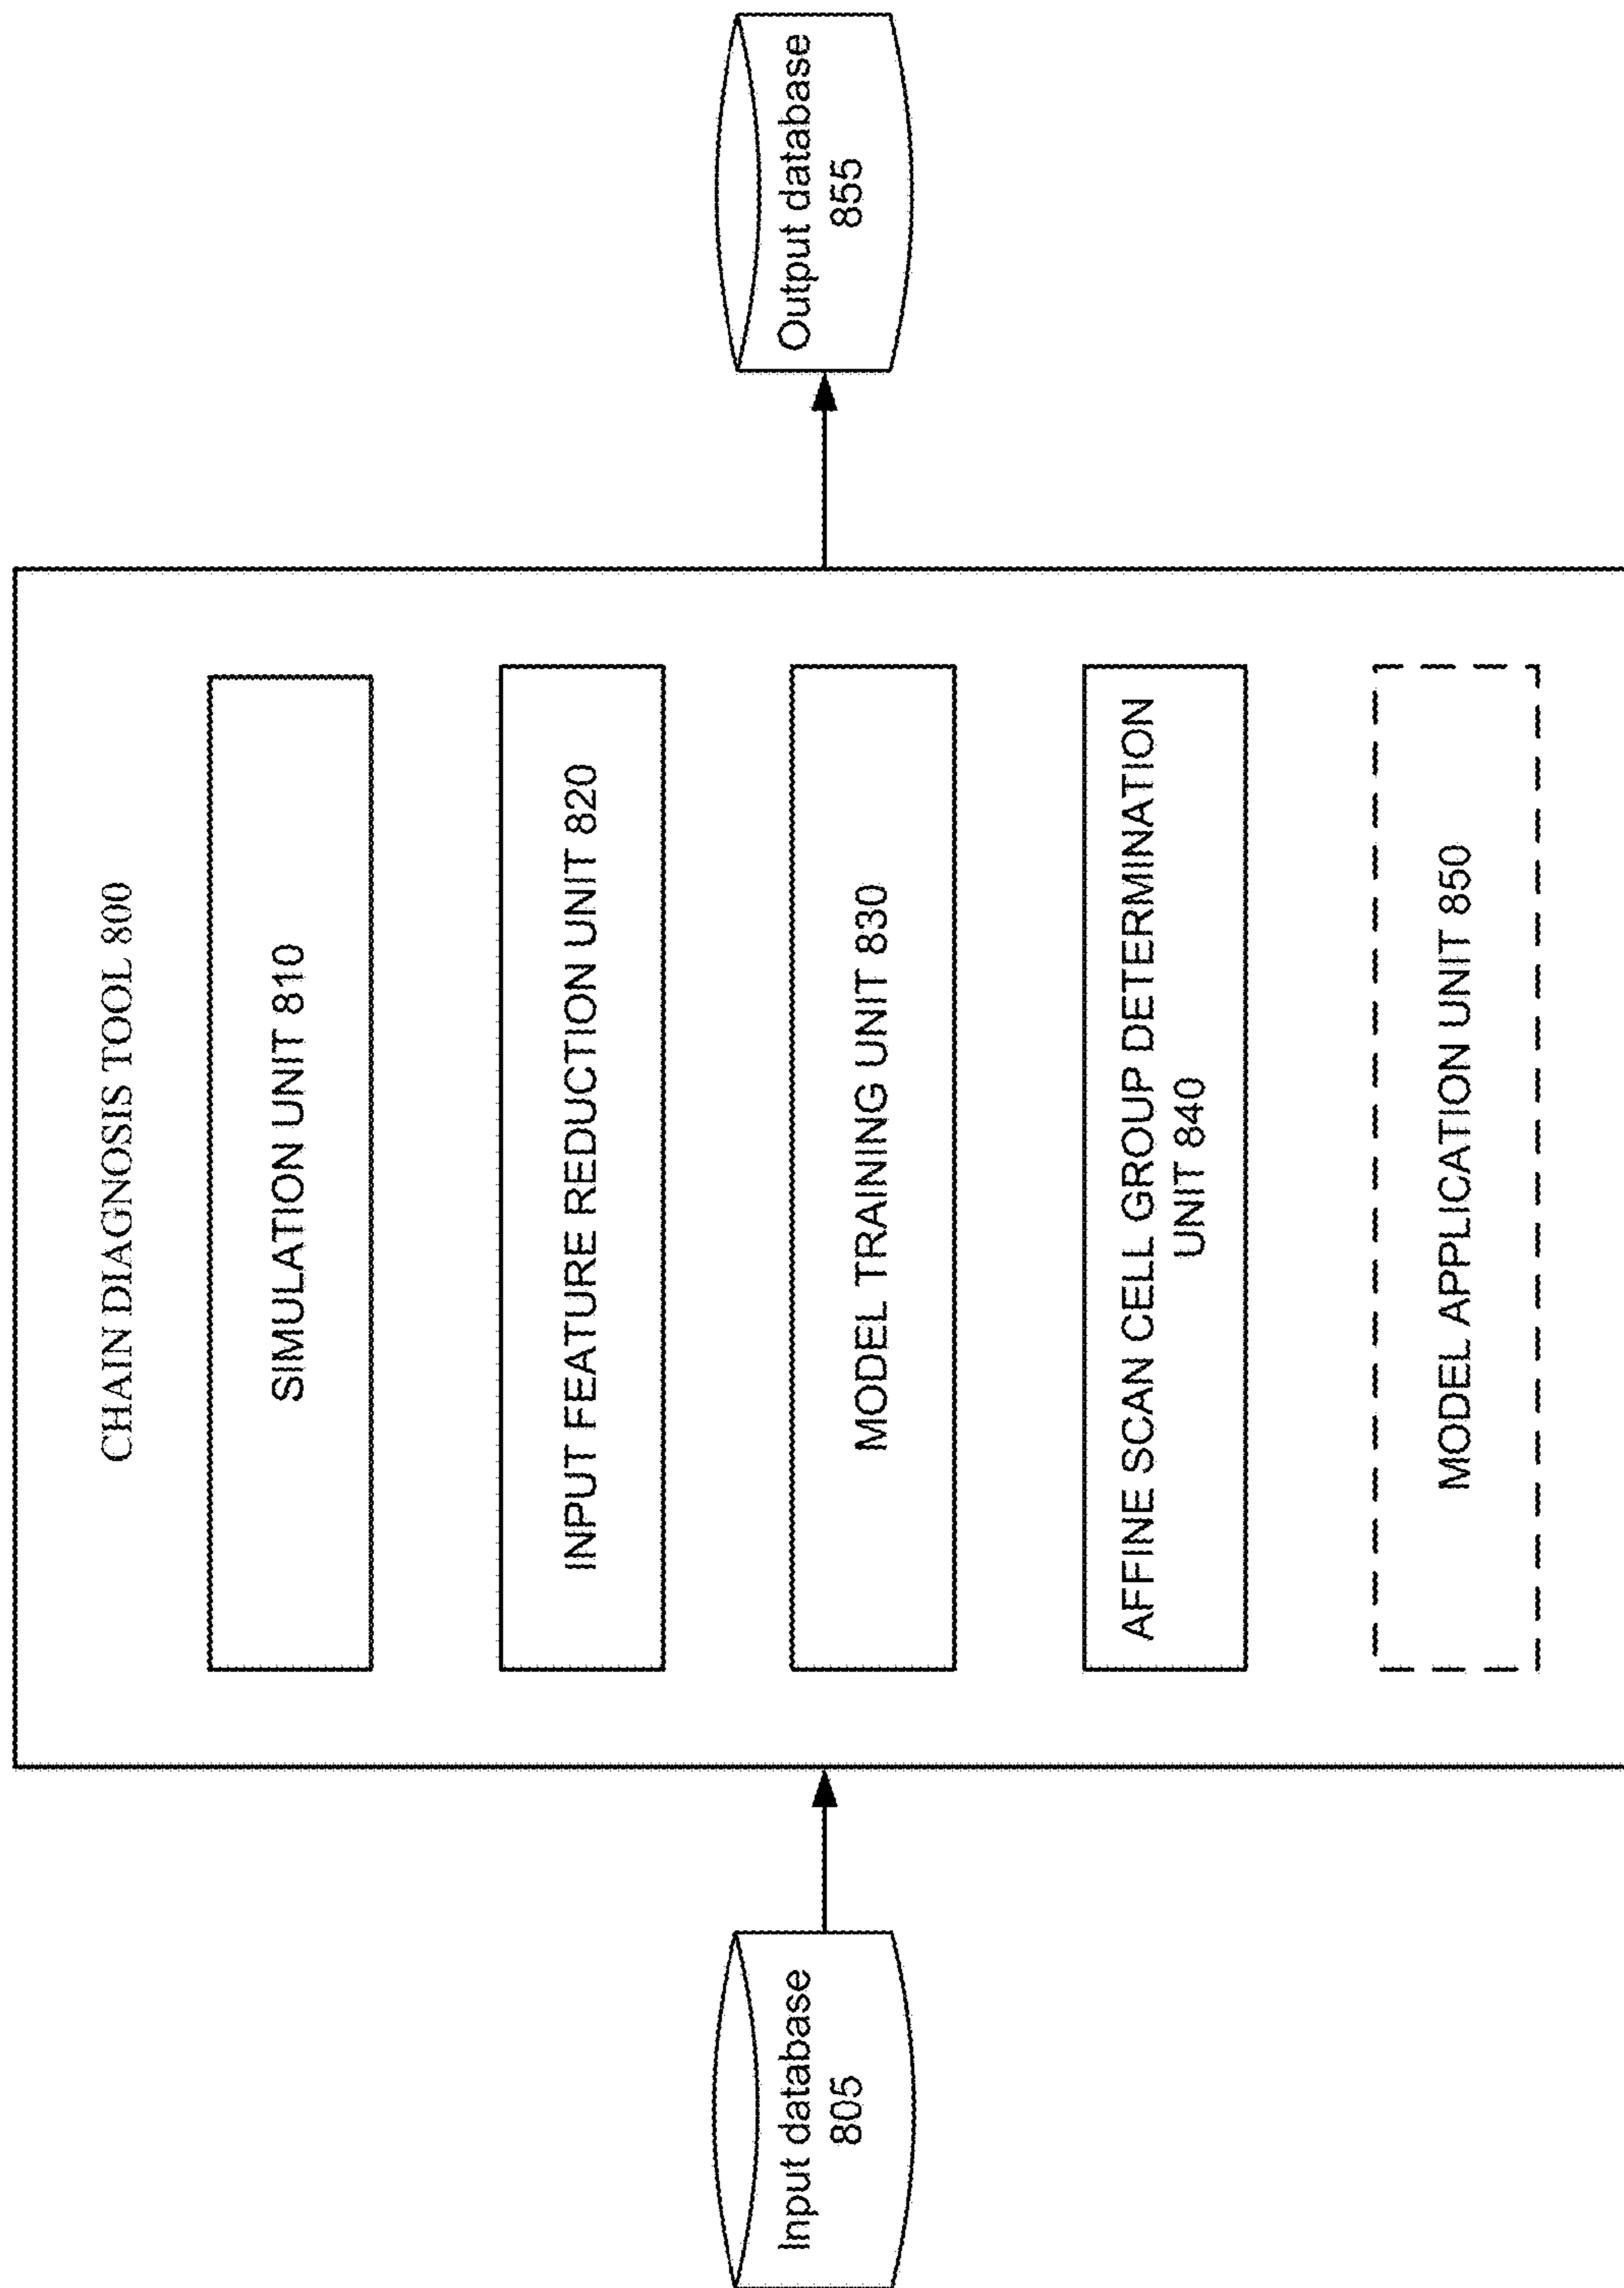 CHAIN DIAGNOSIS TOOL 800
SIMULATION UNIT 810
INPUT FEATURE REDUCTION UNIT 820
MODEL TRAINING UNIT 830
AFFINE SCAN CELL GROUP DETERMINATION
UNIT 840
MODEL APPLICATION UNIT 850
Input database
805
Output database
855